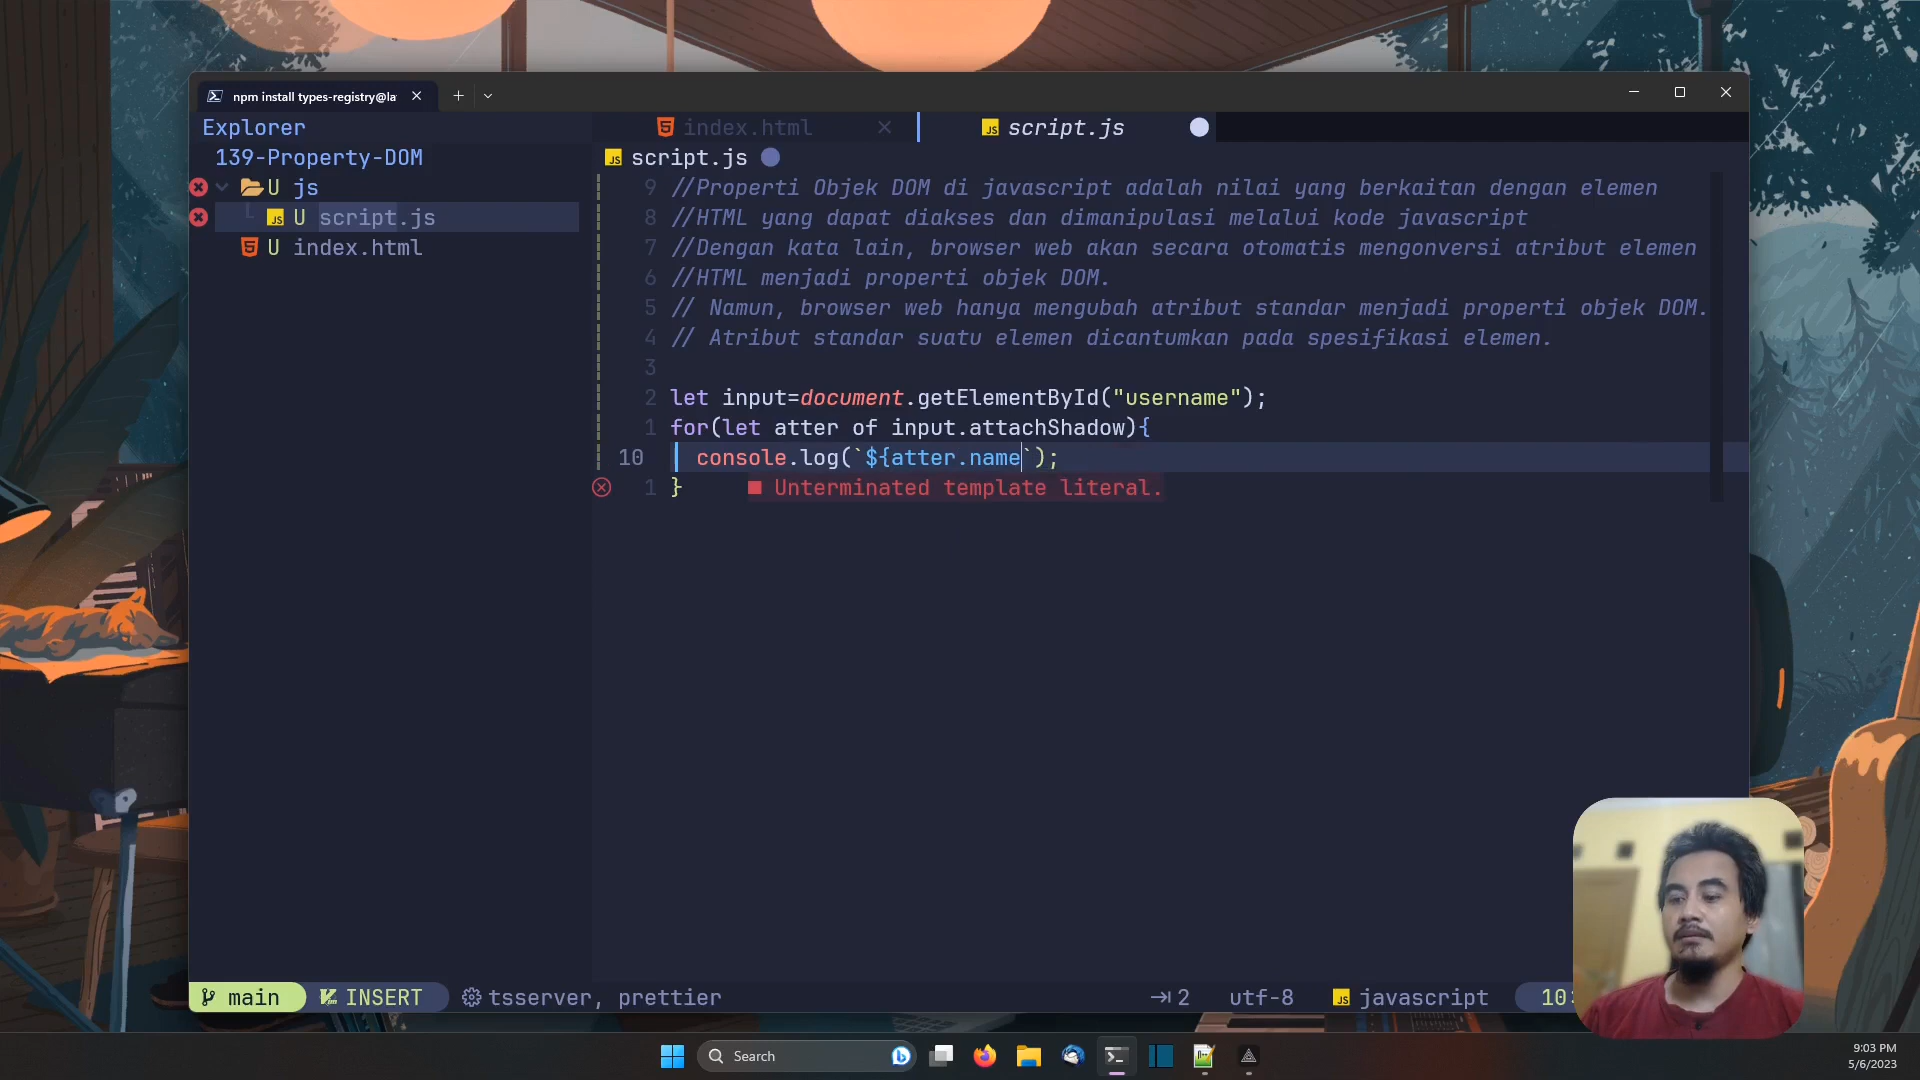 npm install types-registry@la
Explorer
index.html
script.js
139-Property-DOM
script.js
U js
U script.js
U index.html
9 //Properti Objek DOM di javascript adalah nilai yang berkaitan dengan elemen
8 //HTML yang dapat diakses dan dimanipulasi melalui kode javascript
7 //Dengan kata lain, browser web akan secara otomatis mengonversi atribut elemen
6 //HTML menjadi properti objek DOM.
5 // Namun, browser web hanya mengubah atribut standar menjadi properti objek DOM.
4 // Atribut standar suatu elemen dicantumkan pada spesifikasi elemen.
3
2 let input=document.getElementById("username");
1 for(let atter of input.attachShadow){
10 console.log(`${atter.name`);
1 } ■ Unterminated template literal.
main INSERT tsserver, prettier 2 utf-8 JS javascript 10:
Search
9:03 PM
5/6/2023